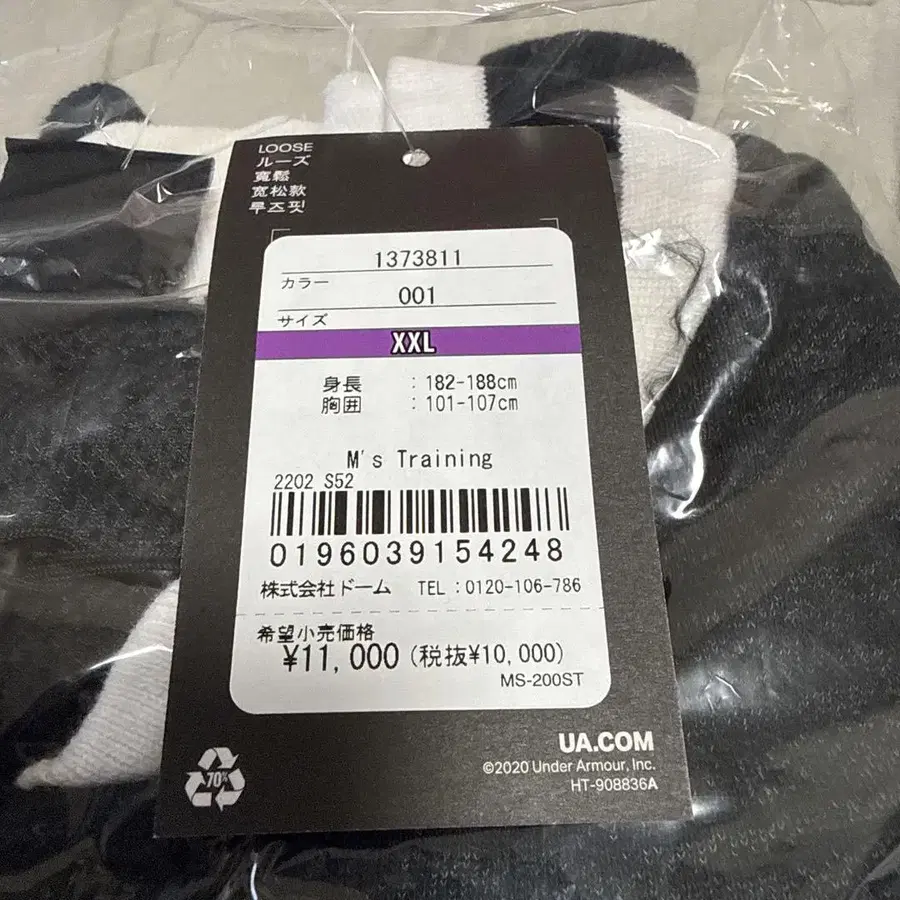 LOOSE
ルーズ
寬鬆
宽松款
루즈핏
1373811
カラー
001
サイズ
XXL
身長 : 182-188cm
胸囲 : 101-107cm
M's Training
2202 S52
0196039154248
株式会社ドーム TEL:0120-106-786
希望小売価格
¥11,000(税抜¥10,000)
MS-200ST
70%
UA.COM
©2020 Under Armour, Inc.
HT-908836A